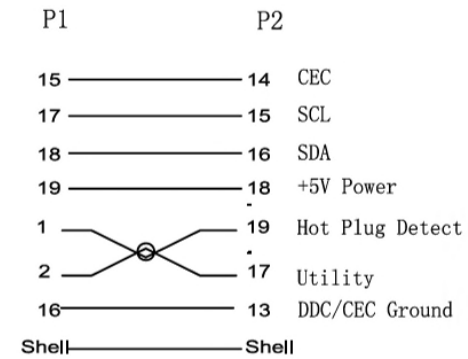 P1 P2
15 14 CEC
17 15 SCL
18 16 SDA
19 18 +5V Power
1 19 Hot Plug Detect
2 17 Utility
16 13 DDC/CEC Ground
Shell Shell